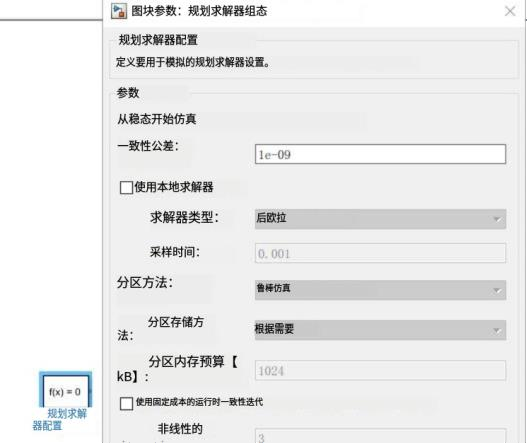 图块参数：规划求解器组态
规划求解器配置
定义要用于模拟的规划求解器设置。
参数
从稳态开始仿真
一致性公差：
1e-09
使用本地求解器
求解器类型：
后欧拉
采样时间：
0.001
分区方法：
鲁棒仿真
分区存储方
法：
根据需要
分区内存预算【
kB】：
1024
使用固定成本的运行时一致性迭代
非线性的
3
f(x) = 0
规划求解
器配置